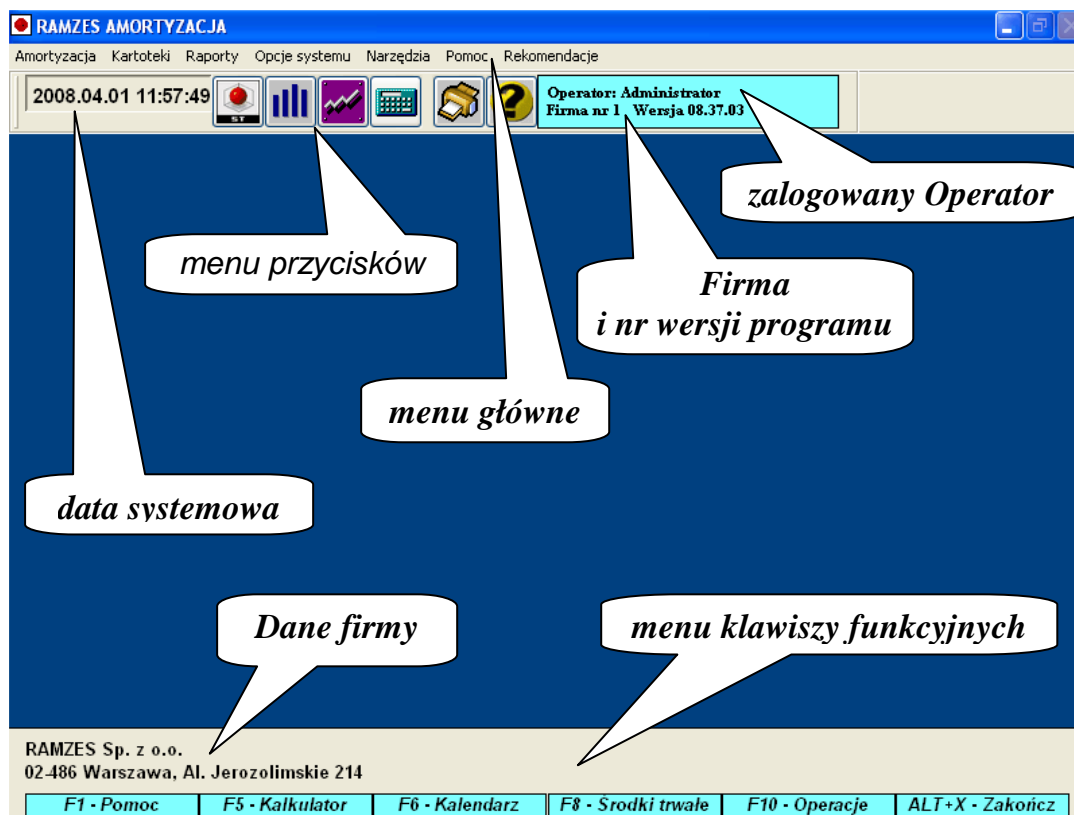 RAMZES AMORTYZACJA
Amortyzacja Kartoteki Raporty Opcje systemu Narzędzia Pomoc Rekomendacje
2008.04.01 11:57:49
ST
Operator: Administrator
Firma nr 1 Wersja 08.37.03
zalogowany Operator
menu przycisków
Firma
i nr wersji programu
menu główne
data systemowa
Dane firmy
menu klawiszy funkcyjnych
RAMZES Sp. z o.o.
02-486 Warszawa, Al. Jerozolimskie 214
F1 - Pomoc F5 - Kalkulator F6 - Kalendarz F8 - Środki trwałe F10 - Operacje ALT+X - Zakończ